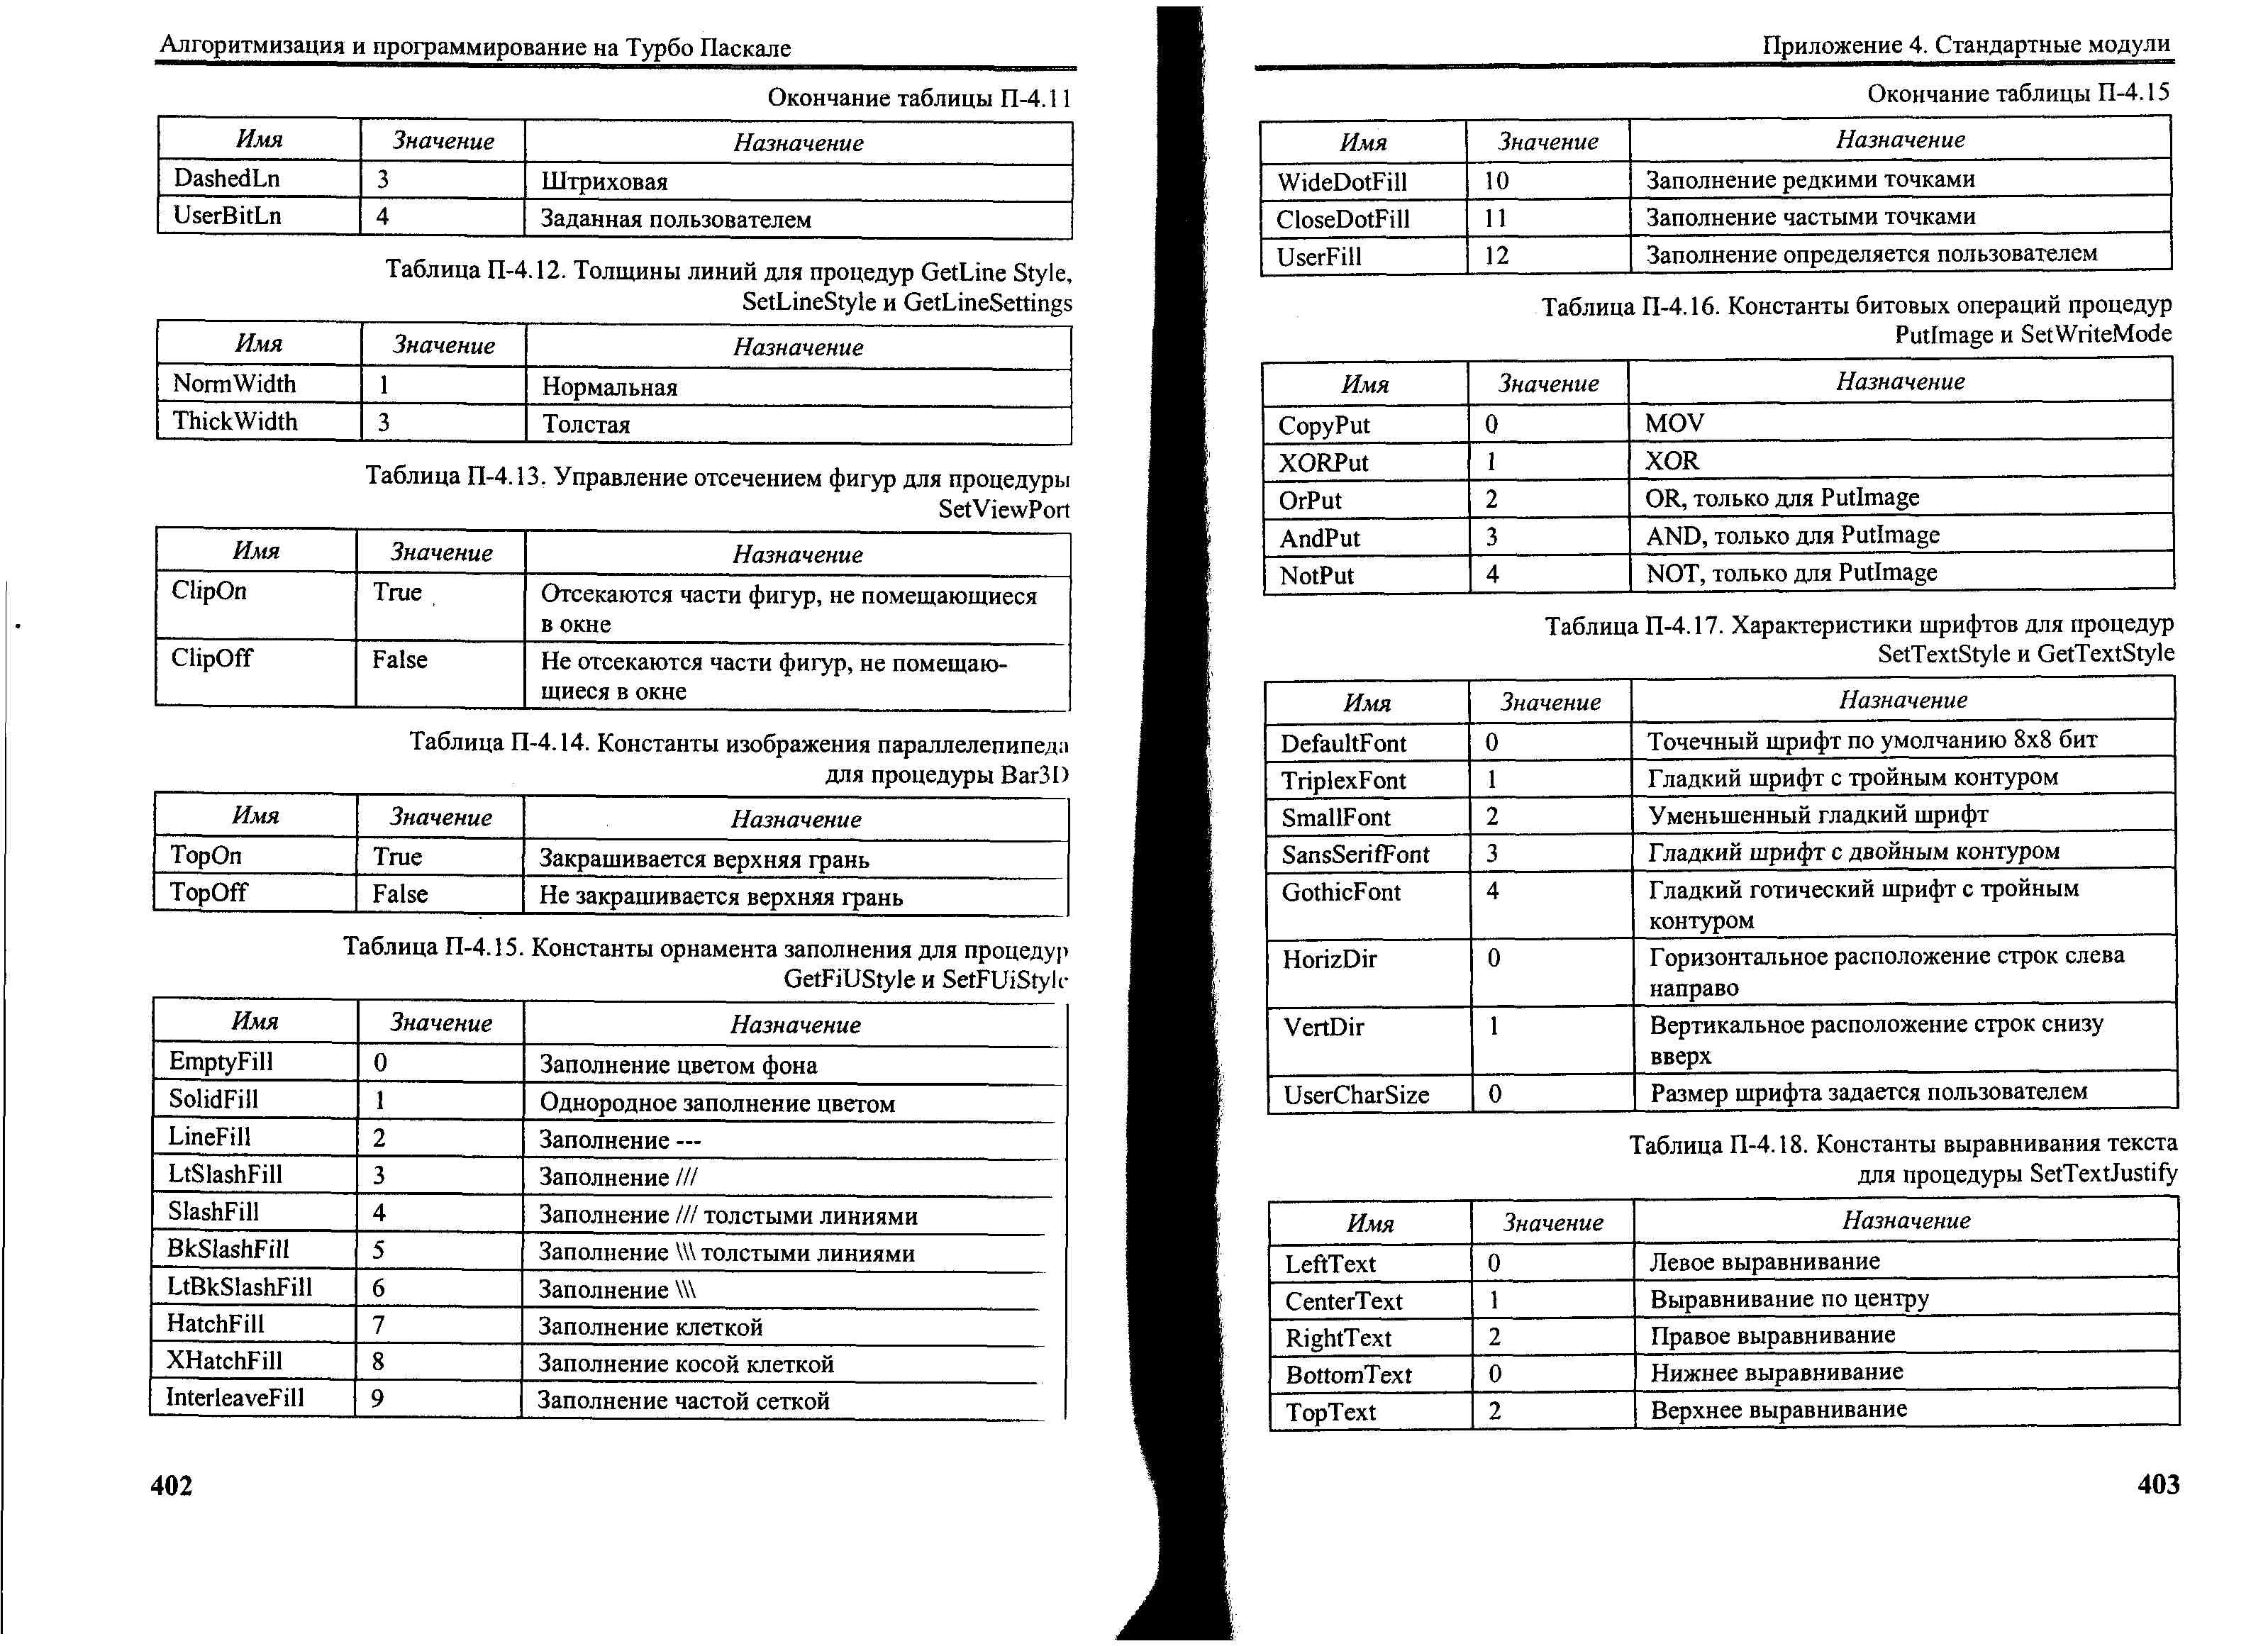 Алгоритмизация и программирование на Турбо Паскале
Окончание таблицы П-4.11
Имя Значение Назначение
DashedLn 3 Штриховая
UserBitLn 4 Заданная пользователем
Таблица П-4.12. Толщины линий для процедур GetLine Style,
SetLineStyle и GetLineSettings
Имя Значение Назначение
NormWidth 1 Нормальная
ThickWidth 3 Толстая
Таблица П-4.13. Управление отсечением фигур для процедуры
SetViewPort
Имя Значение Назначение
ClipOn True Отсекаются части фигур, не помещающиеся
в окне
ClipOff False Не отсекаются части фигур, не помещаю-
щиеся в окне
Таблица П-4.14. Константы изображения параллелепипеда
для процедуры Bar3D
Имя Значение Назначение
TopOn True Закрашивается верхняя грань
TopOff False Не закрашивается верхняя грань
Таблица П-4.15. Константы орнамента заполнения для процедур
GetFiUStyle и SetFUiStyle
Имя Значение Назначение
EmptyFill 0 Заполнение цветом фона
SolidFill 1 Однородное заполнение цветом
LineFill 2 Заполнение ---
LtSlashFill 3 Заполнение ///
SlashFill 4 Заполнение /// толстыми линиями
BkSlashFill 5 Заполнение \\\ толстыми линиями
LtBkSlashFill 6 Заполнение \\\
HatchFill 7 Заполнение клеткой
XHatchFill 8 Заполнение косой клеткой
InterleaveFill 9 Заполнение частой сеткой
402
Приложение 4. Стандартные модули
Окончание таблицы П-4.15
Имя Значение Назначение
WideDotFill 10 Заполнение редкими точками
CloseDotFill 11 Заполнение частыми точками
UserFill 12 Заполнение определяется пользователем
Таблица П-4.16. Константы битовых операций процедур
PutImage и SetWriteMode
Имя Значение Назначение
CopyPut 0 MOV
XORPut 1 XOR
OrPut 2 OR, только для PutImage
AndPut 3 AND, только для PutImage
NotPut 4 NOT, только для PutImage
Таблица П-4.17. Характеристики шрифтов для процедур
SetTextStyle и GetTextStyle
Имя Значение Назначение
DefaultFont 0 Точечный шрифт по умолчанию 8x8 бит
TriplexFont 1 Гладкий шрифт с тройным контуром
SmallFont 2 Уменьшенный гладкий шрифт
SansSerifFont 3 Гладкий шрифт с двойным контуром
GothicFont 4 Гладкий готический шрифт с тройным
контуром
HorizDir 0 Горизонтальное расположение строк слева
направо
VertDir 1 Вертикальное расположение строк снизу
вверх
UserCharSize 0 Размер шрифта задается пользователем
Таблица П-4.18. Константы выравнивания текста
для процедуры SetTextJustify
Имя Значение Назначение
LeftText 0 Левое выравнивание
CenterText 1 Выравнивание по центру
RightText 2 Правое выравнивание
BottomText 0 Нижнее выравнивание
TopText 2 Верхнее выравнивание
403